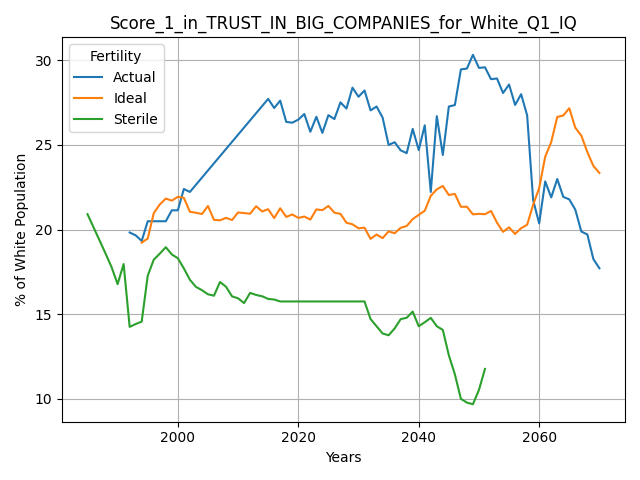 Score_1_in_TRUST_IN_BIG_COMPANIES_for_White_Q1_IQ
Fertility
Actual
Ideal
Sterile
% of White Population
30
25
20
15
10
2000 2020 2040 2060
Years